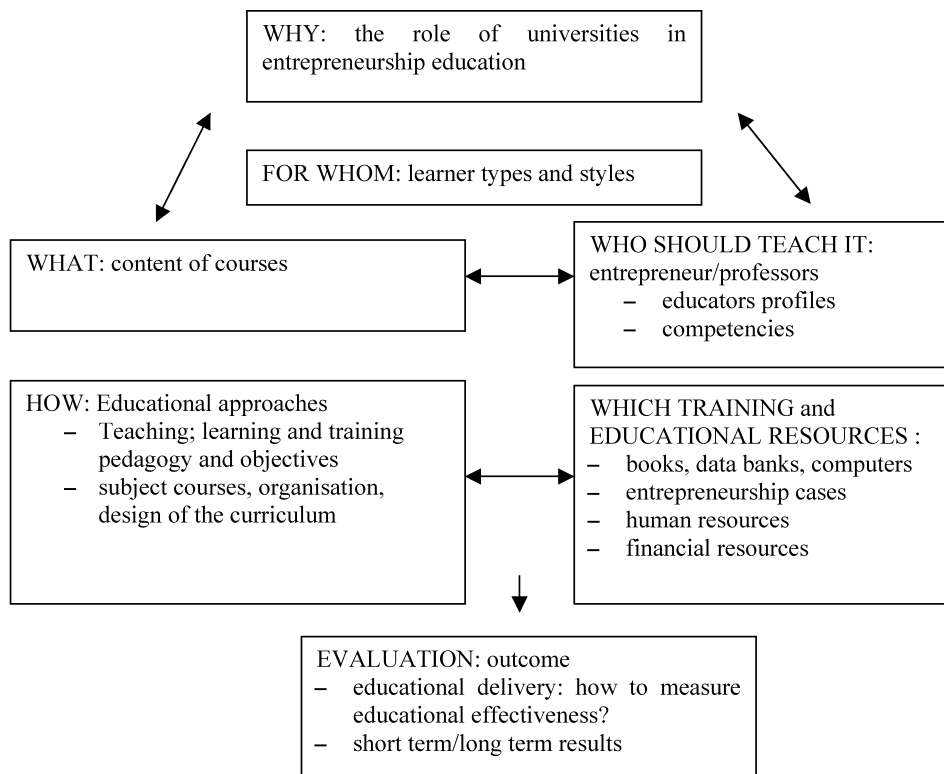 WHY: the role of universities in
entrepreneurship education
FOR WHOM: learner types and styles
WHAT: content of courses
WHO SHOULD TEACH IT:
entrepreneur/professors
– educators profiles
– competencies
HOW: Educational approaches
– Teaching; learning and training
pedagogy and objectives
– subject courses, organisation,
design of the curriculum
WHICH TRAINING and
EDUCATIONAL RESOURCES :
– books, data banks, computers
– entrepreneurship cases
– human resources
– financial resources
EVALUATION: outcome
– educational delivery: how to measure
educational effectiveness?
– short term/long term results